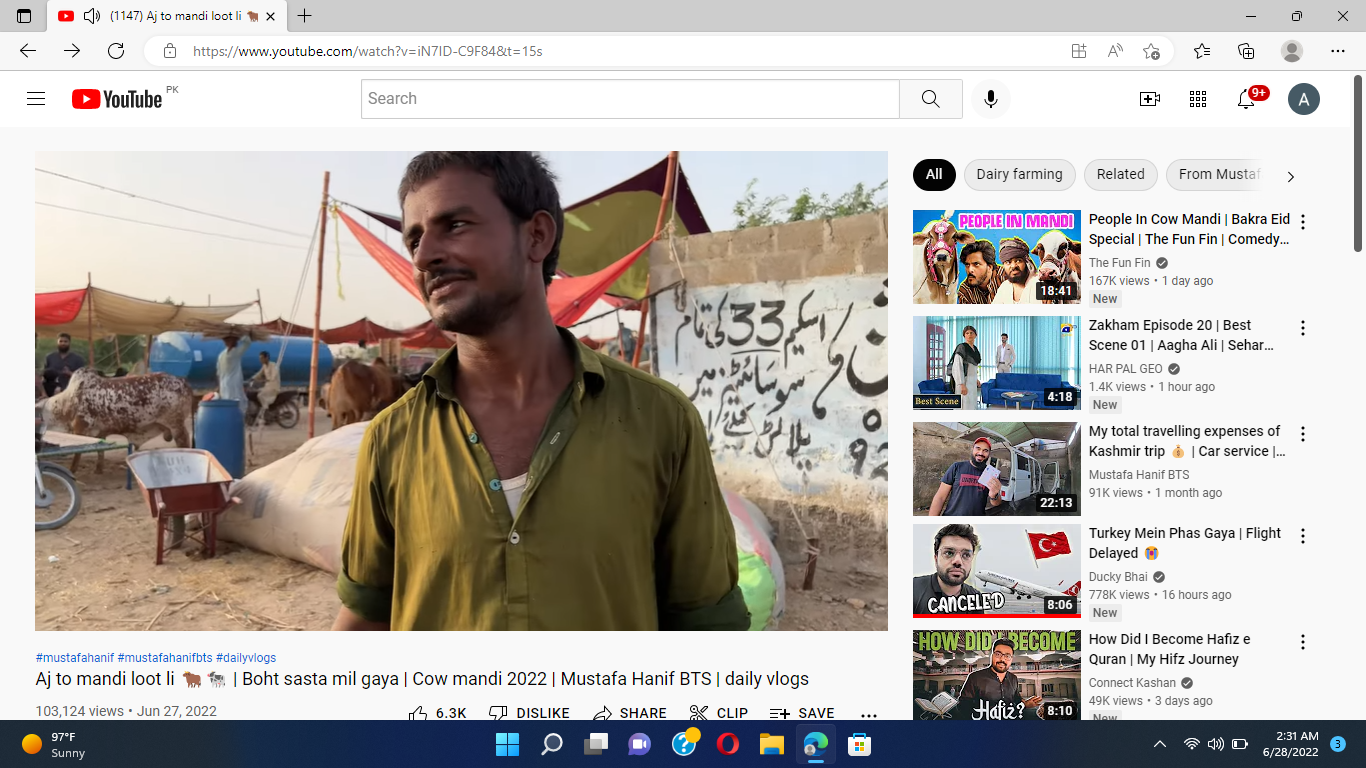 (1147) Aj to mandi loot li 🐂
https://www.youtube.com/watch?v=iN7ID-C9F84&t=15s
YouTube PK
Search
9+
A
All
Dairy farming
Related
From Mustaf
PEOPLE IN MANDI
18:41
People In Cow Mandi | Bakra Eid
Special | The Fun Fin | Comedy...
The Fun Fin
167K views • 1 day ago
New
Best Scene
4:18
Zakham Episode 20 | Best
Scene 01 | Aagha Ali | Sehar...
HAR PAL GEO
1.4K views • 1 hour ago
New
22:13
My total travelling expenses of
Kashmir trip 💰 | Car service |...
Mustafa Hanif BTS
91K views • 1 month ago
CANCELED
8:06
Turkey Mein Phas Gaya | Flight
Delayed 😭
Ducky Bhai
778K views • 16 hours ago
New
HOW DID I BECOME
Hafiz?
8:10
How Did I Become Hafiz e
Quran | My Hifz Journey
Connect Kashan
49K views • 3 days ago
New
اسکیم 33 کی تمام
سوسائٹیز میں
#mustafahanif #mustafahanifbts #dailyvlogs
Aj to mandi loot li 🐂🐄 | Boht sasta mil gaya | Cow mandi 2022 | Mustafa Hanif BTS | daily vlogs
103,124 views • Jun 27, 2022
6.3K
DISLIKE
SHARE
CLIP
SAVE
97°F
Sunny
2:31 AM
6/28/2022
3